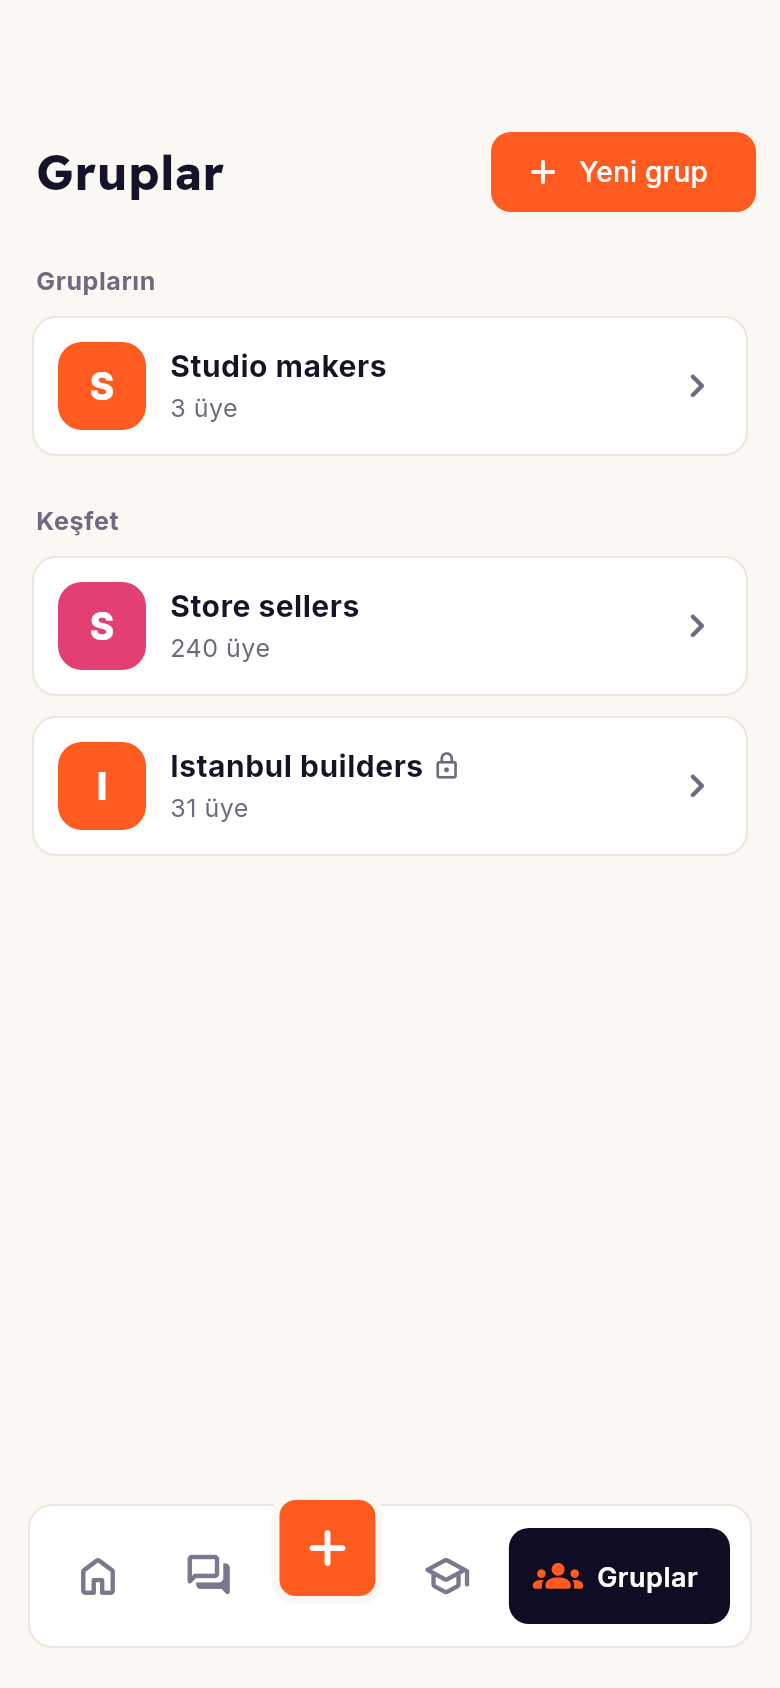 Gruplar
Yeni grup
Grupların
S
Studio makers
3 üye
Keşfet
S
Store sellers
240 üye
I
Istanbul builders
31 üye
Gruplar